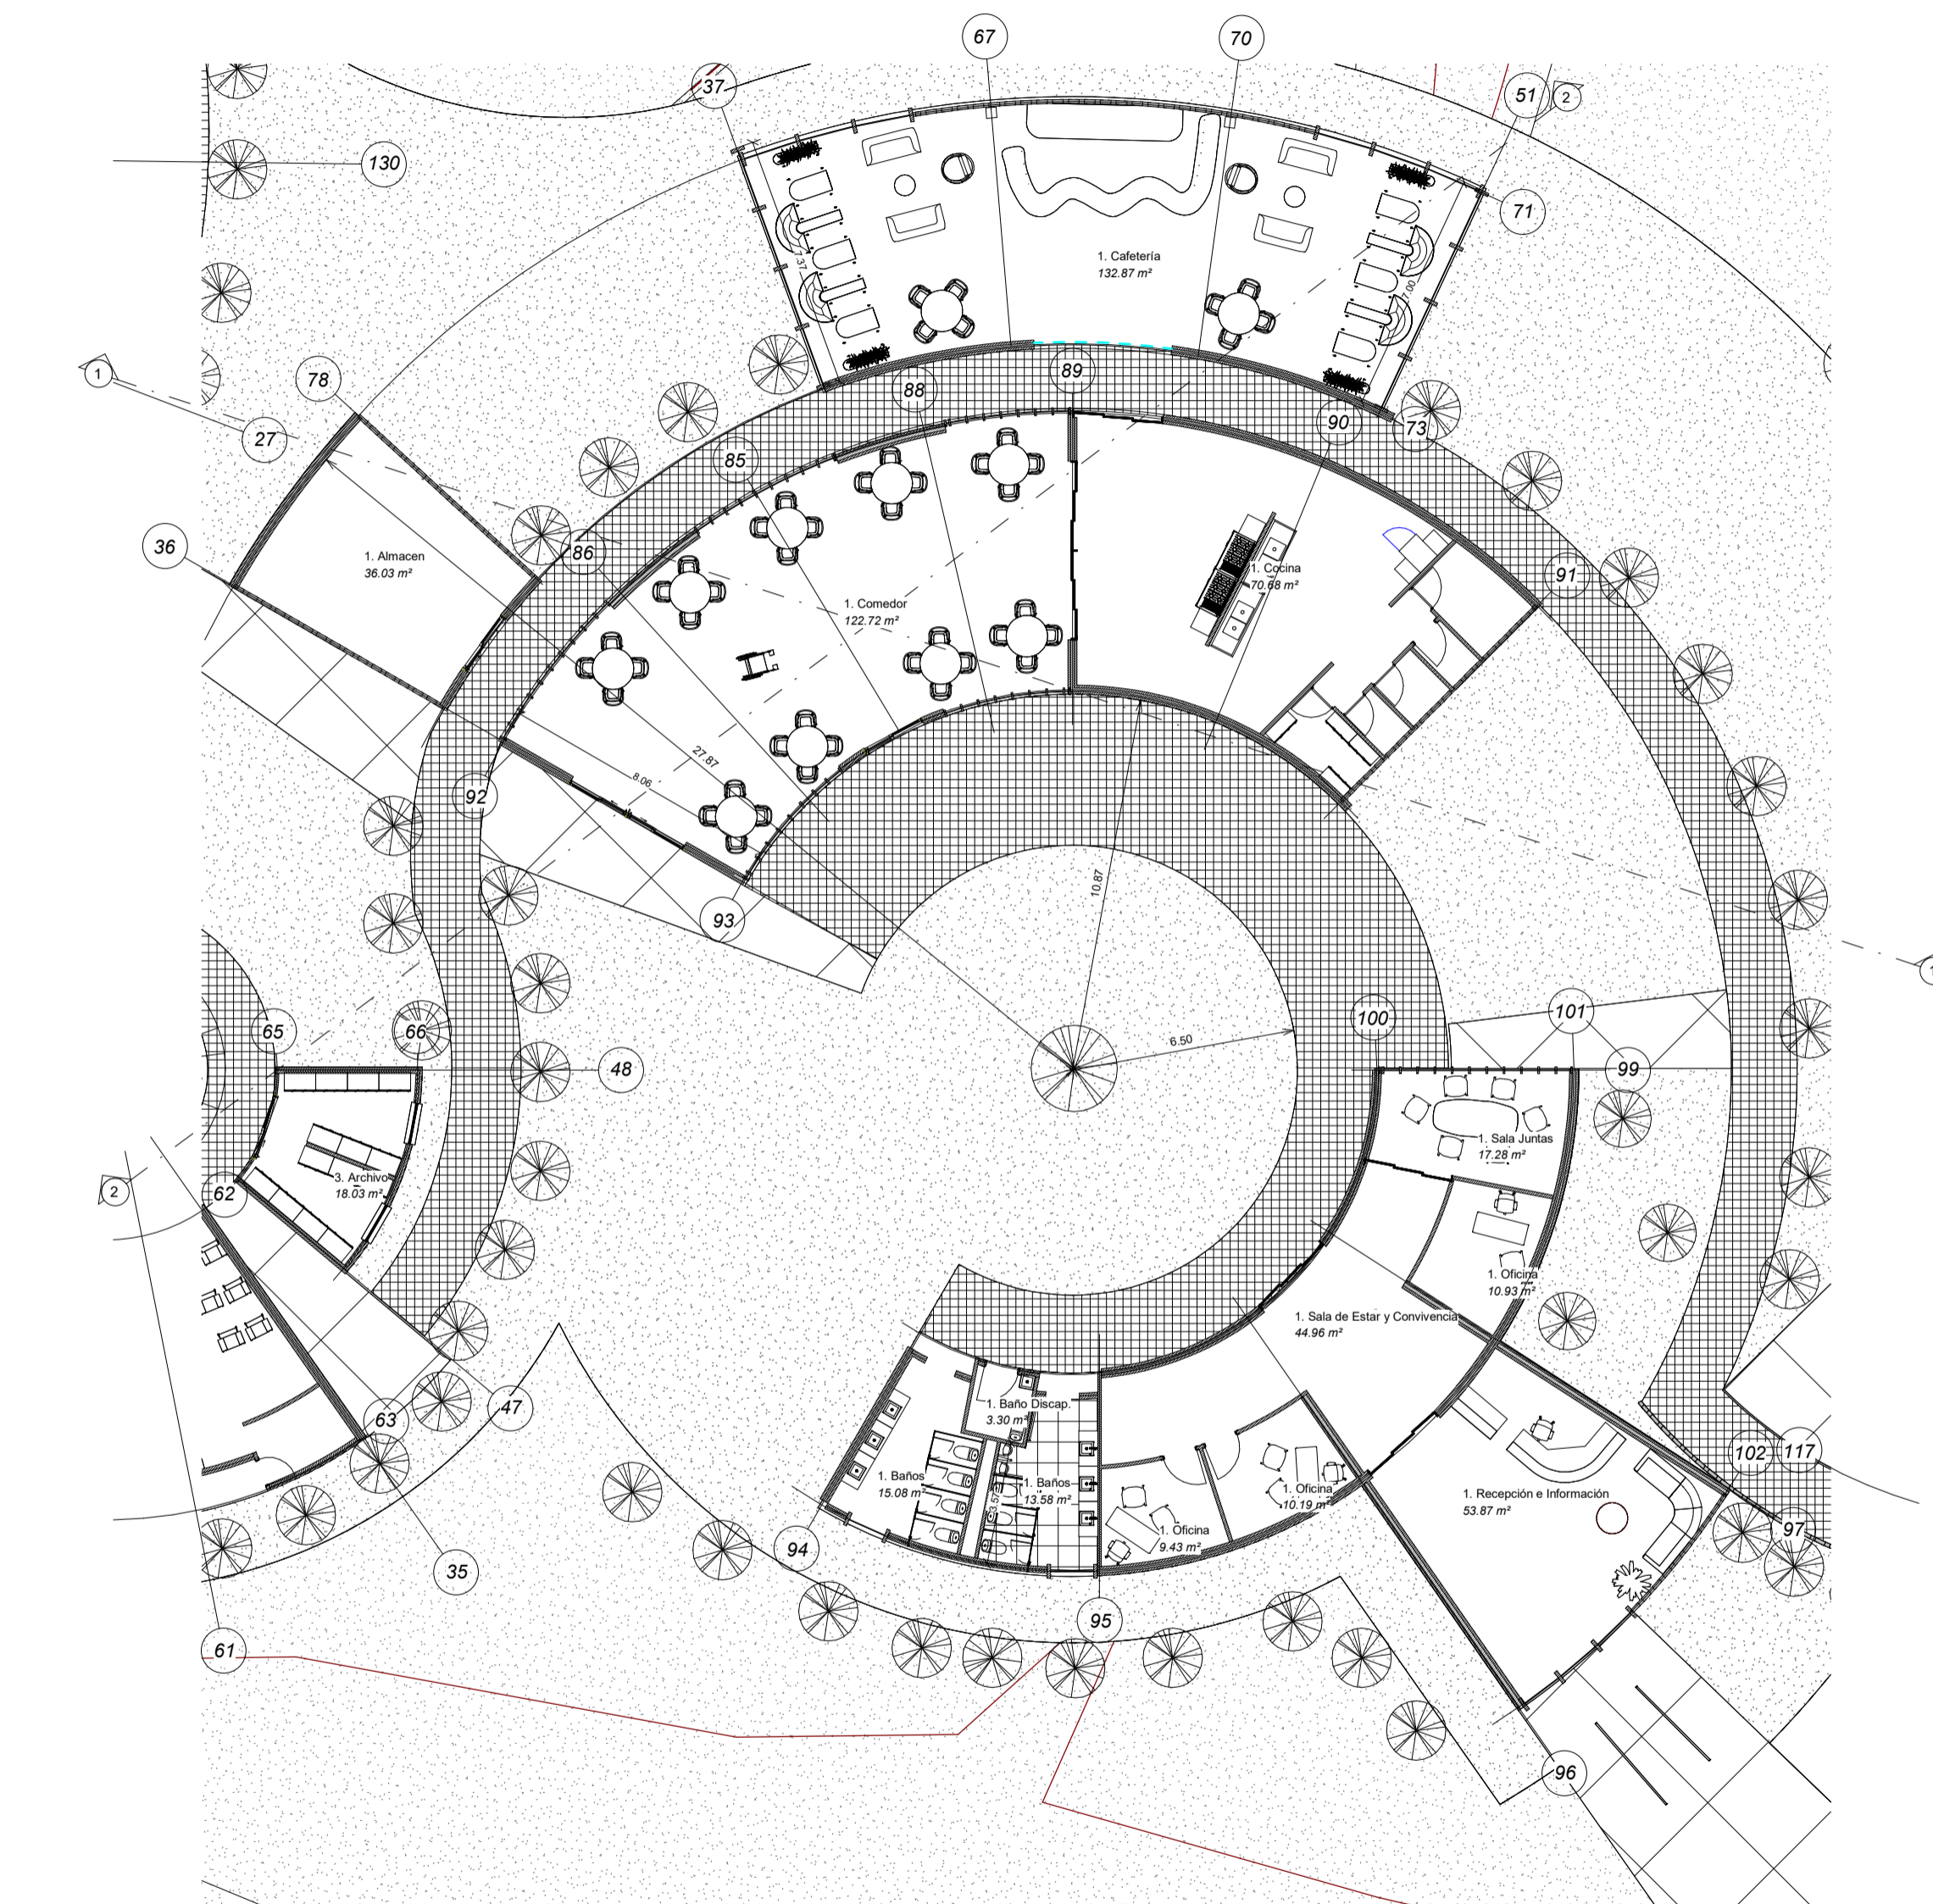 67
70
37
51
2
130
71
1. Cafetería
132.87 m²
7.37
7.00
1
78
89
88
90
73
27
85
36
86
1. Almacen
36.03 m²
1. Cocina
70.68 m²
91
1. Comedor
122.72 m²
27.87
8.06
92
10.87
93
65
66
48
6.50
100
101
99
1. Sala Juntas
17.28 m²
3. Archivo
18.03 m²
2
62
1. Oficina
10.93 m²
1. Sala de Estar y Convivencia
44.96 m²
47
63
1. Baño Discap.
3.30 m²
102
117
1. Baños
15.08 m²
1. Baños
13.58 m²
3.57
1. Oficina
10.19 m²
1. Recepción e Información
53.87 m²
1. Oficina
9.43 m²
97
94
35
95
61
96